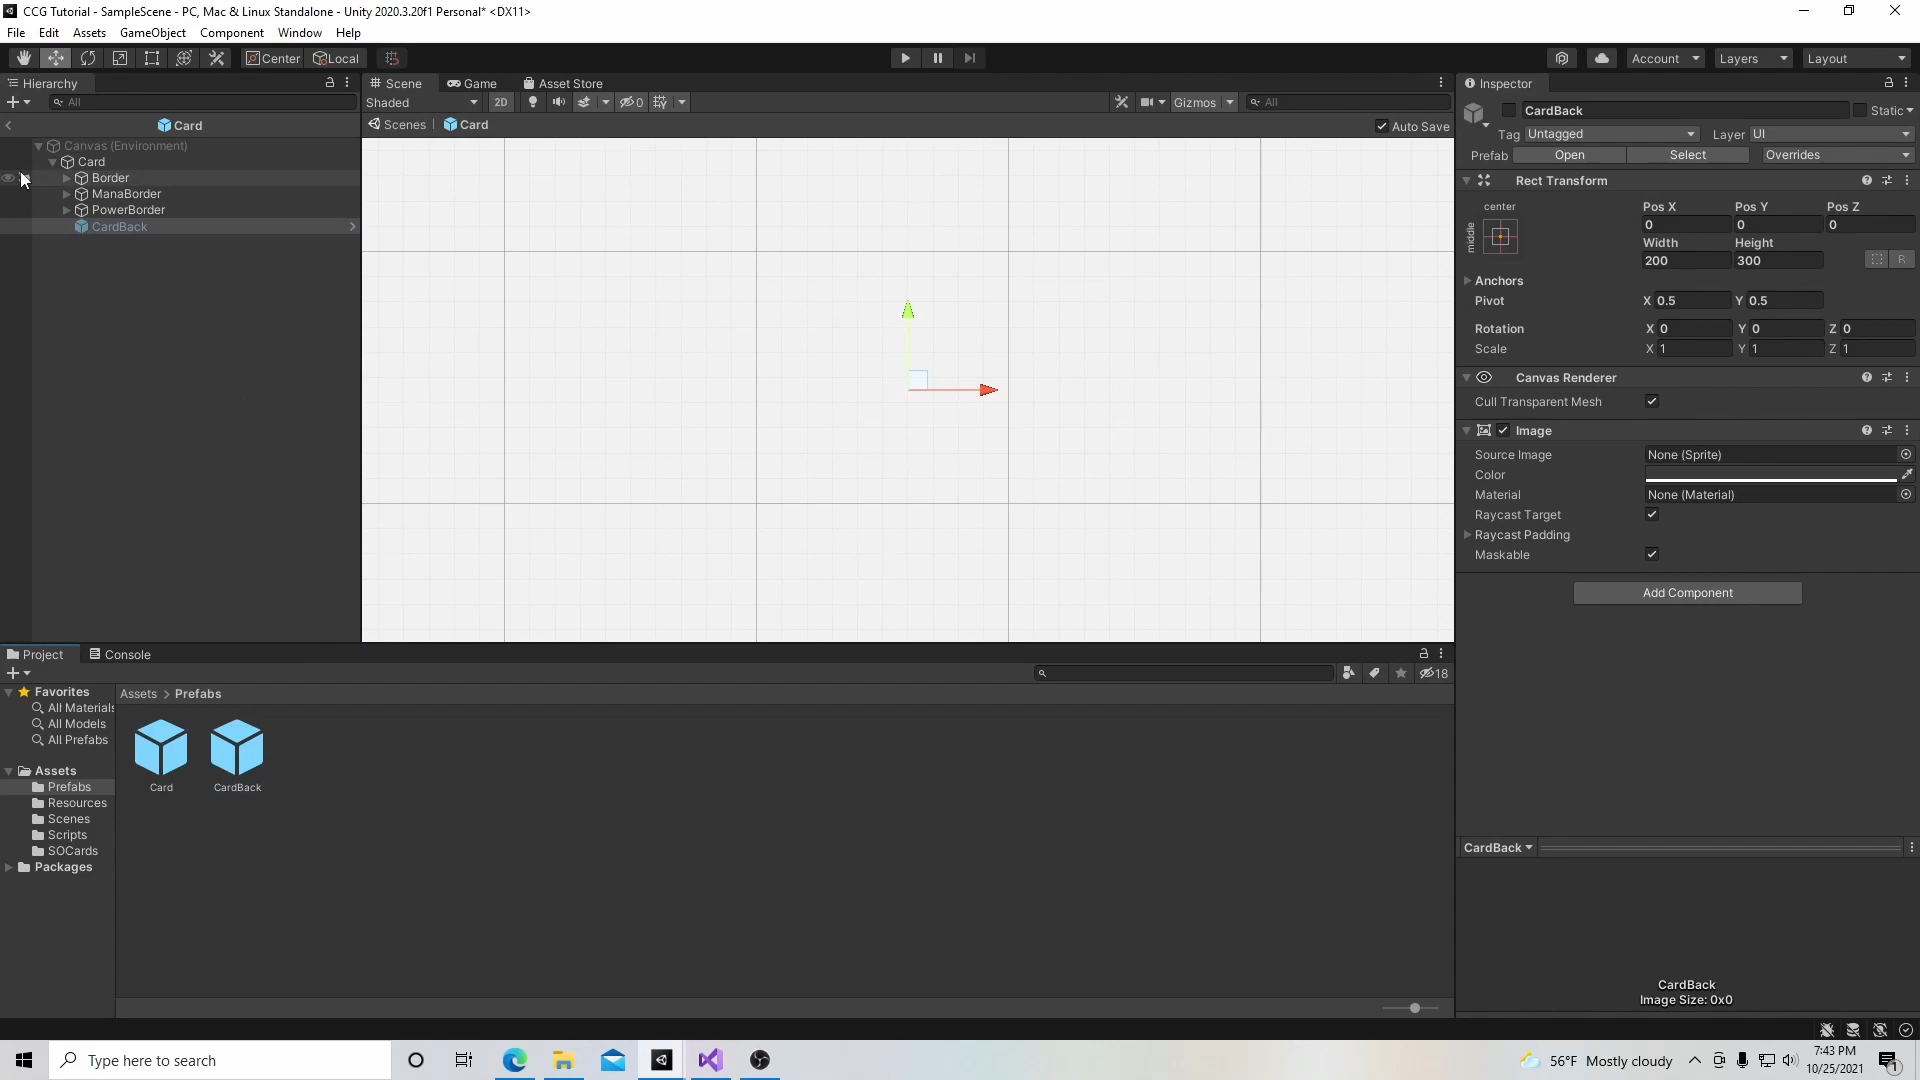 CCG Tutorial - SampleScene - PC, Mac & Linux Standalone - Unity 2020.3.20f1 Personal* <DX11>
File Edit Assets GameObject Component Window Help
Center Local Account Layers Layout
Hierarchy
All
Card
Canvas (Environment)
Card
Border
ManaBorder
PowerBorder
CardBack
Scene Game Asset Store
Shaded 2D 0 Gizmos All
Scenes Card Auto Save
Inspector
CardBack Static
Tag Untagged Layer UI
Prefab Open Select Overrides
Rect Transform
center
middle
Pos X Pos Y Pos Z
0 0 0
Width Height
200 300 R
Anchors
Pivot X 0.5 Y 0.5
Rotation X 0 Y 0 Z 0
Scale X 1 Y 1 Z 1
Canvas Renderer
Cull Transparent Mesh
Image
Source Image None (Sprite)
Color
Material None (Material)
Raycast Target
Raycast Padding
Maskable
Add Component
CardBack
CardBack
Image Size: 0x0
Project Console
18
Favorites
All Materials
All Models
All Prefabs
Assets
Prefabs
Resources
Scenes
Scripts
SOCards
Packages
Assets > Prefabs
Card CardBack
Type here to search
56°F Mostly cloudy
7:43 PM
10/25/2021
1